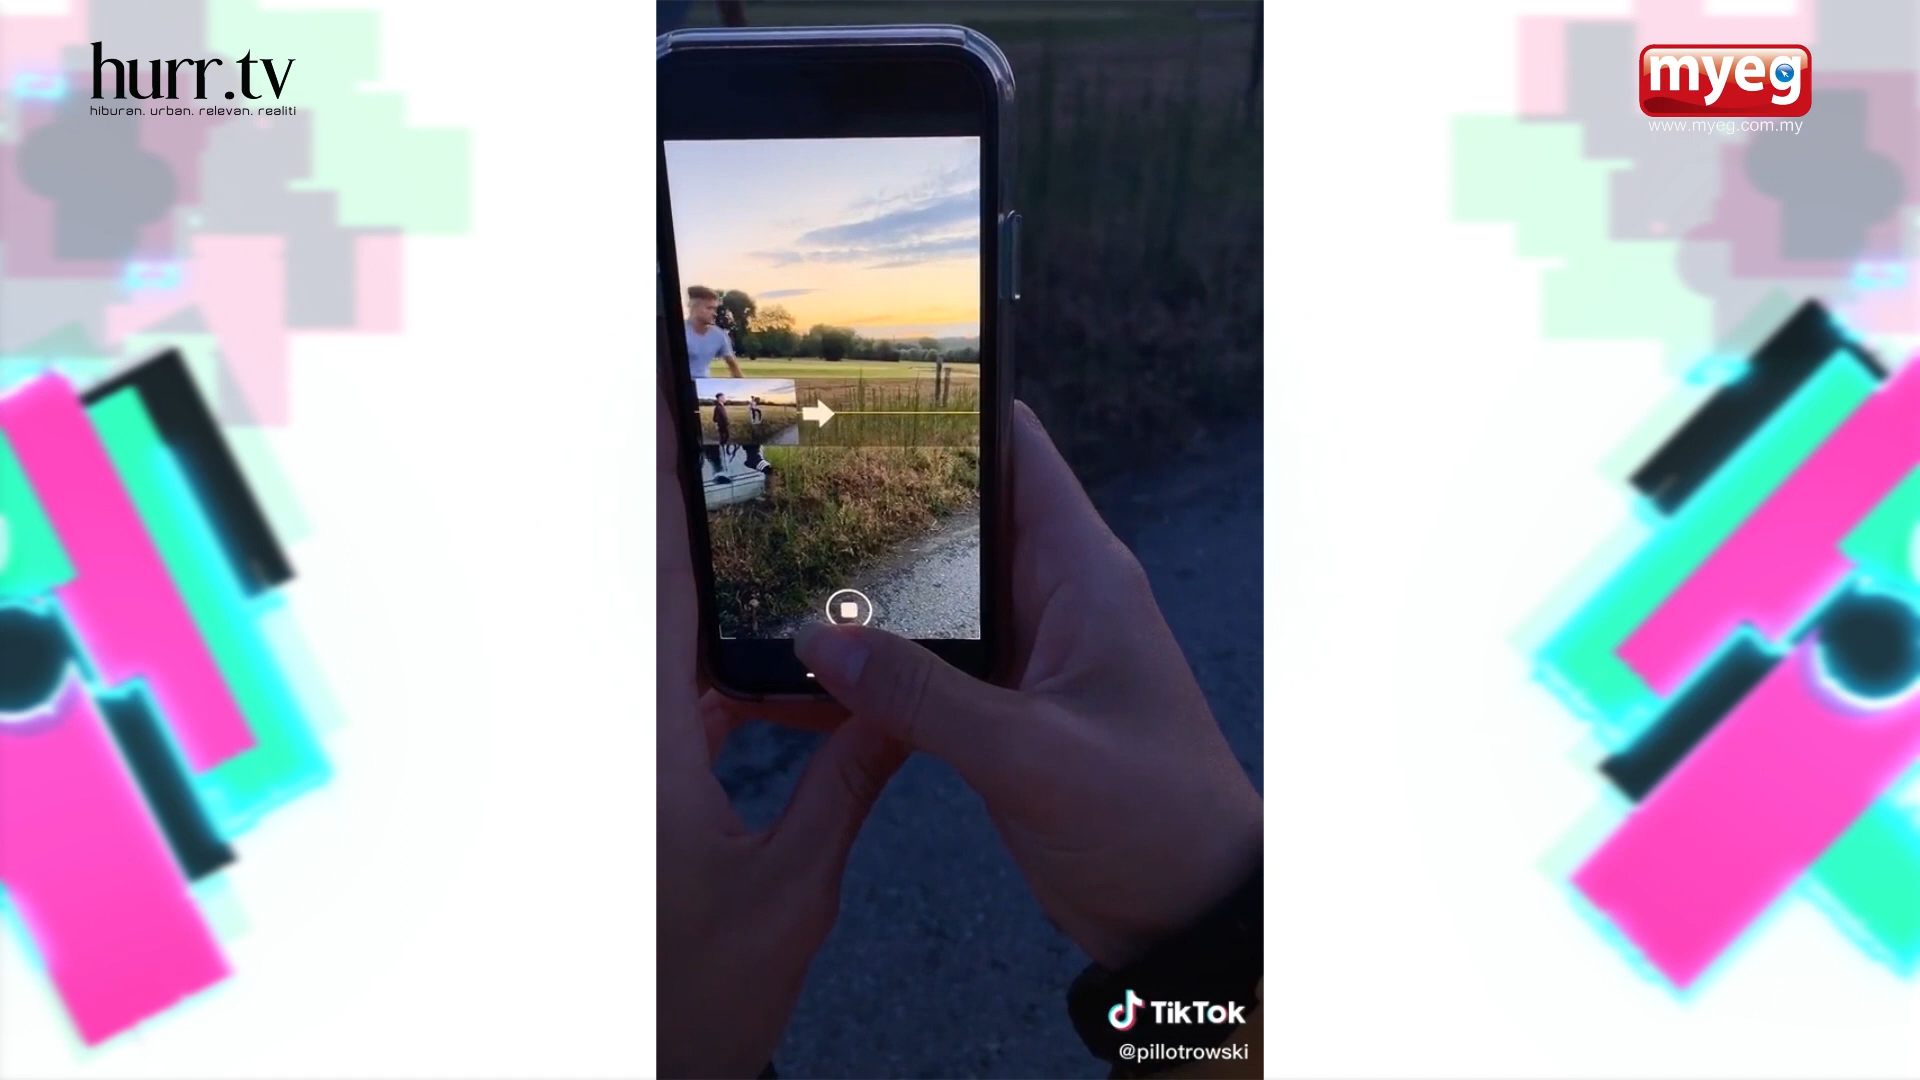 hurr.tv
hiburan. urban. relevan. realiti
myeg
www.myeg.com.my
TikTok
@pillotrowski